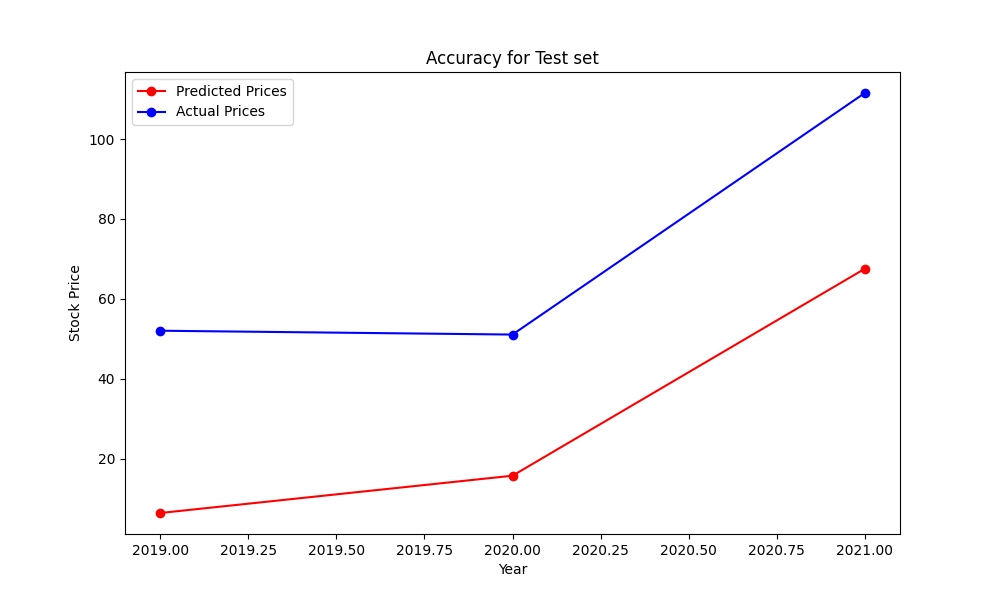 Accuracy for Test set
Predicted Prices
Actual Prices
Stock Price
100
80
60
40
20
2019.00 2019.25 2019.50 2019.75 2020.00 2020.25 2020.50 2020.75 2021.00
Year